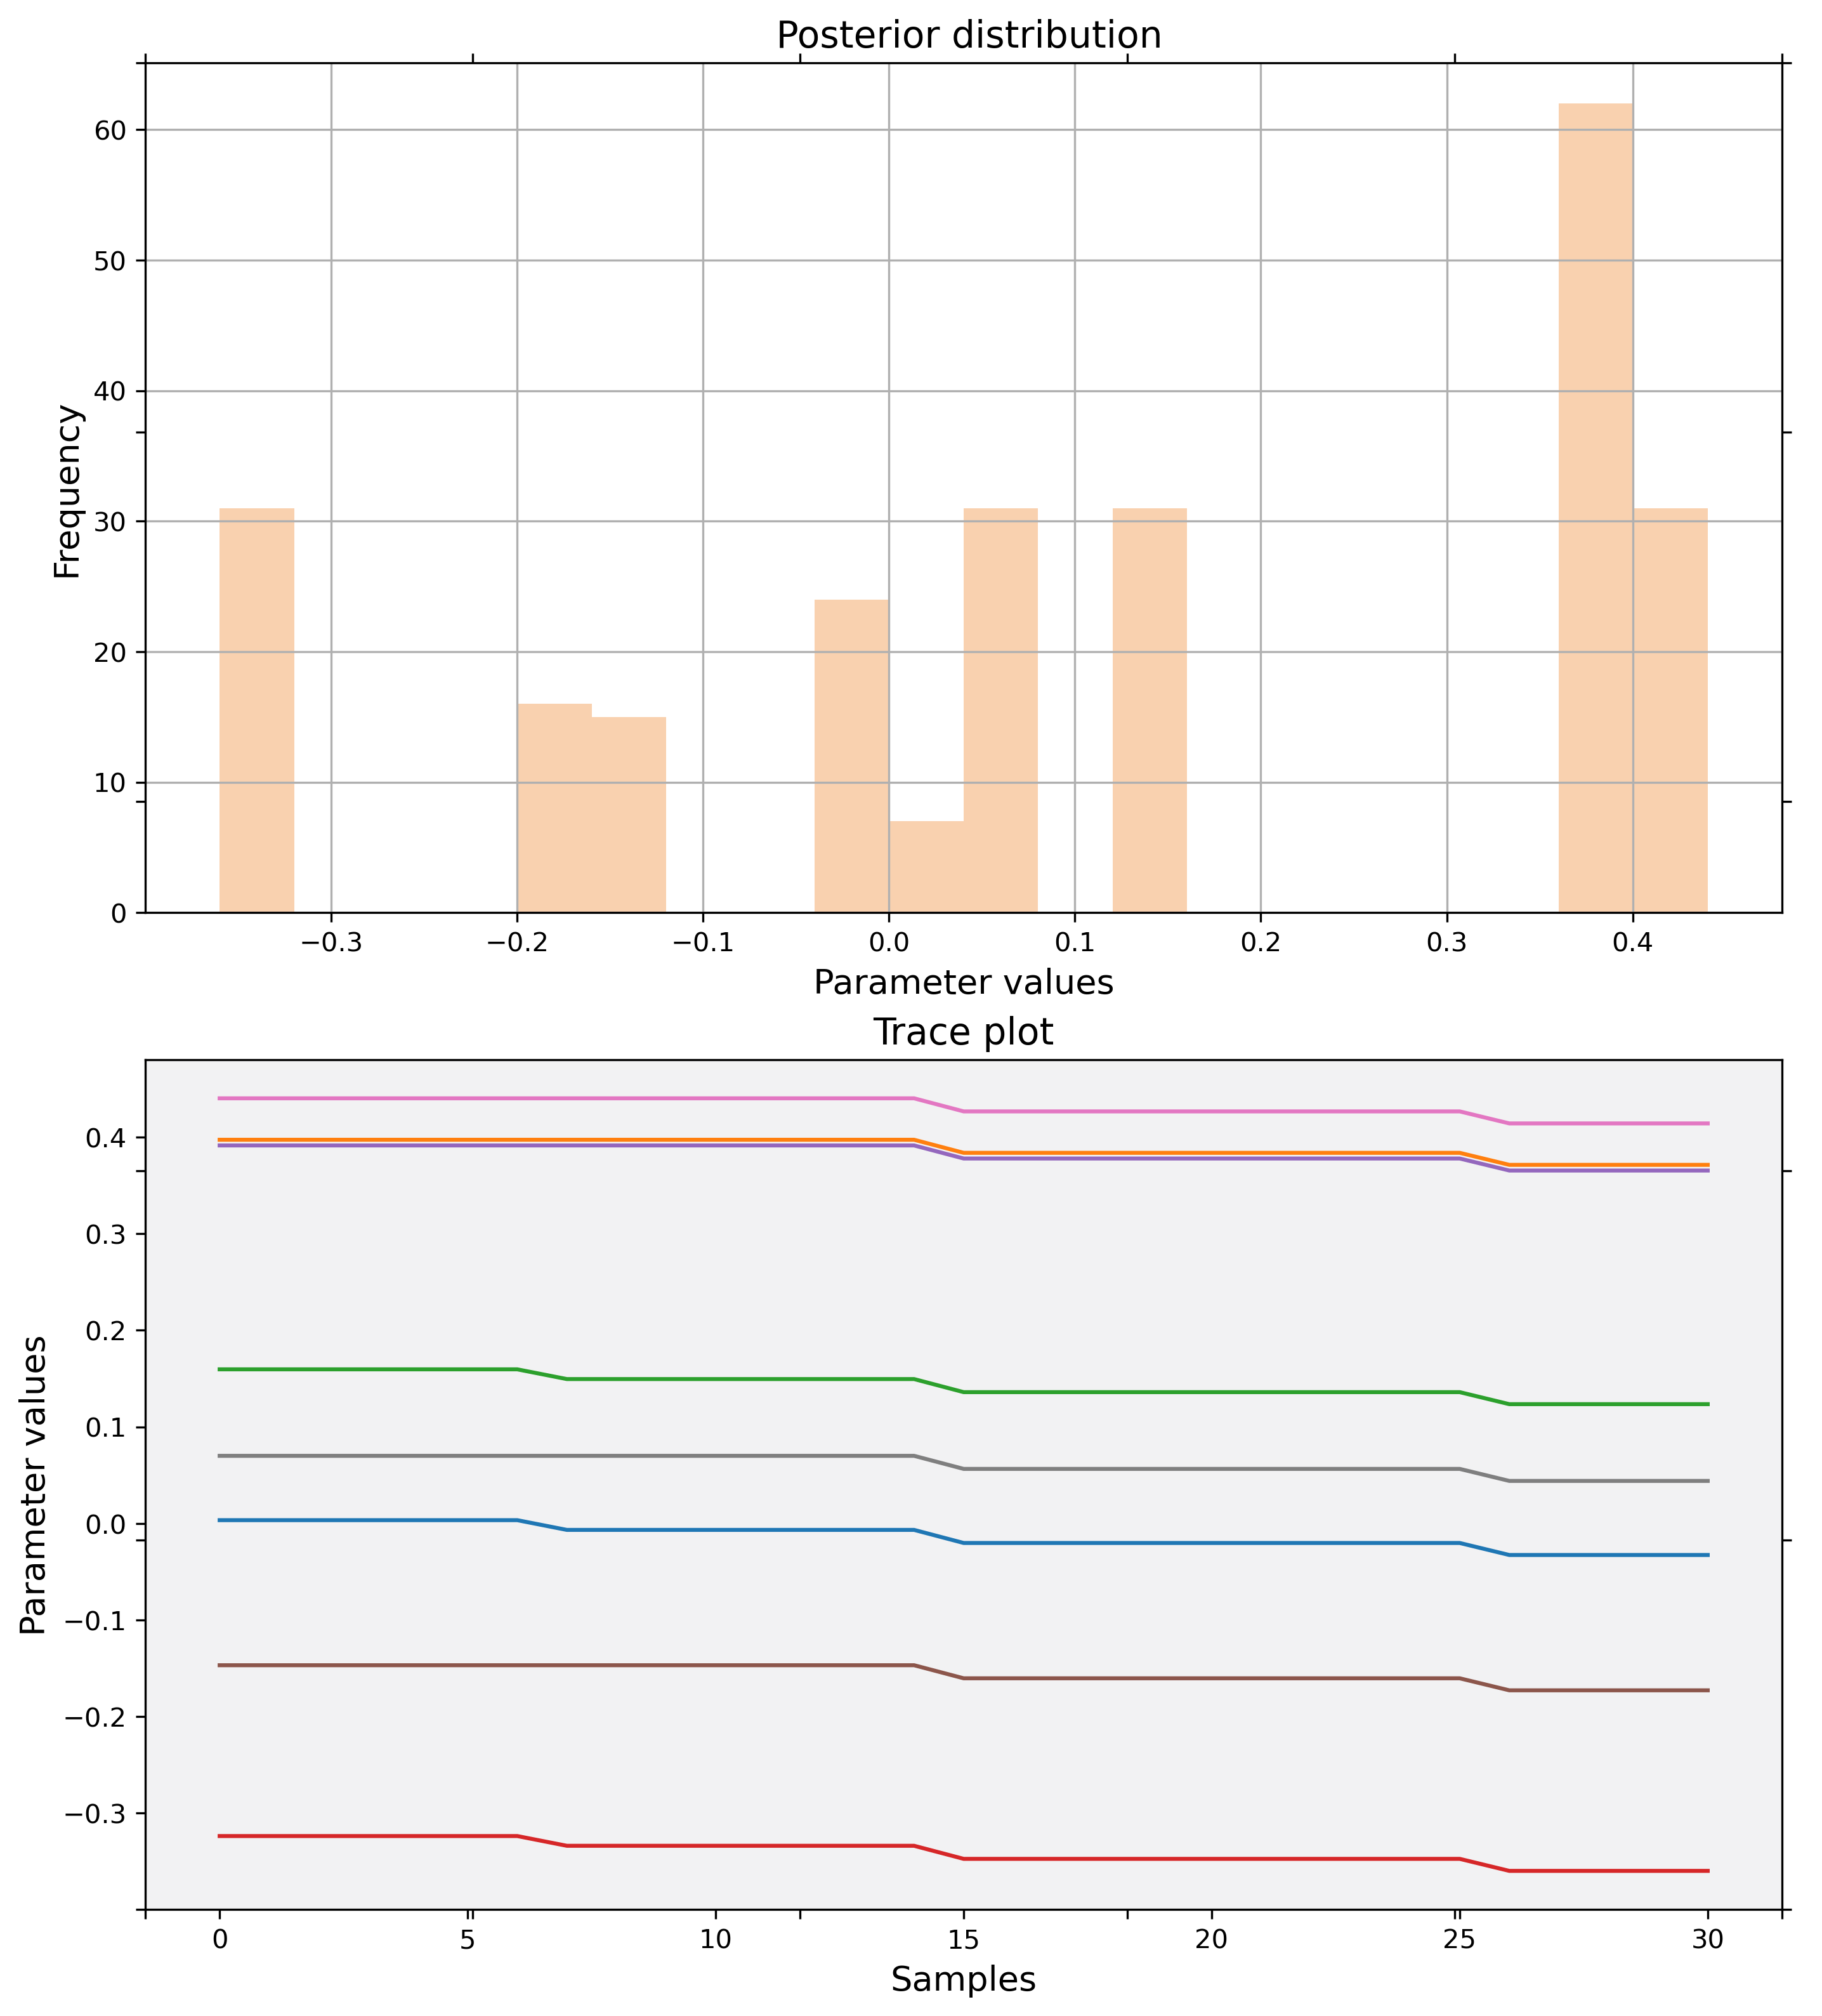 Posterior distribution
60
50
40
30
20
10
0
Frequency
−0.3 −0.2 −0.1 0.0 0.1 0.2 0.3 0.4
Parameter values
Trace plot
0.4
0.3
0.2
0.1
0.0
−0.1
−0.2
−0.3
Parameter values
0 5 10 15 20 25 30
Samples